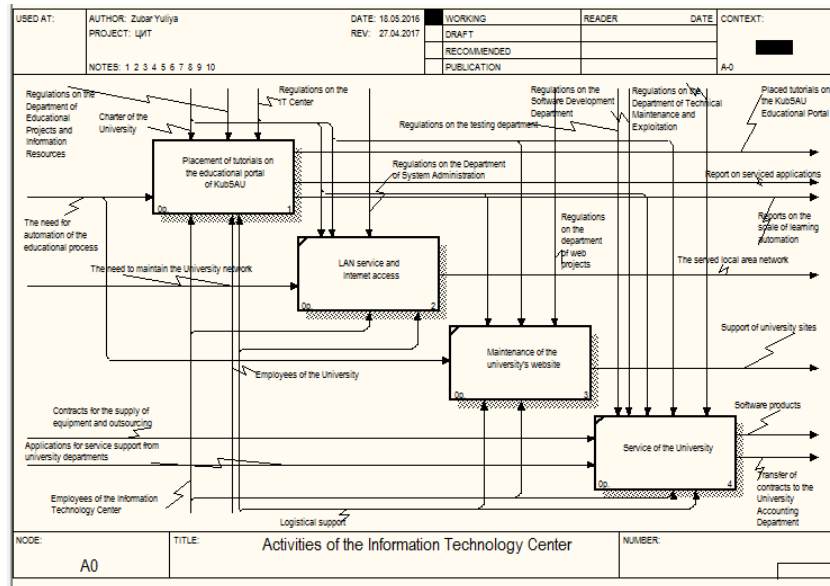 USED AT:
AUTHOR: Zubar Yuliya
DATE: 18.05.2016
WORKING
READER
DATE
CONTEXT:
PROJECT: ЦИТ
REV: 27.04.2017
DRAFT
RECOMMENDED
NOTES: 1 2 3 4 5 6 7 8 9 10
PUBLICATION
A-0
Regulations on the
Department of
Educational
Projects and
Information
Resources
Charter of the
University
Regulations on the
IT Center
Regulations on the
Software Development
Department
Regulations on the
Department of Technical
Maintenance and
Exploitation
Placed tutorials on
the KubSAU
Educational Portal
Regulations on the testing department
Placement of tutorials on
the educational portal
of KubSAU
0р.
1
Regulations on the Department
of System Administration
Report on serviced applications
The need for
automation of the
educational process
Regulations
on the
department
of web
projects
Reports on the
scale of learning
automation
The need to maintain the University network
LAN service and
Internet access
0р.
2
The served local area network
Employees of the University
Maintenance of the
university's website
0р.
3
Support of university sites
Contracts for the supply of
equipment and outsourcing
Applications for service support from
university departments
Service of the University
0р.
4
Software products
Employees of the Information
Technology Center
Logistical support
Transfer of
contracts to the
University
Accounting
Department
NODE:
A0
TITLE:
Activities of the Information Technology Center
NUMBER: